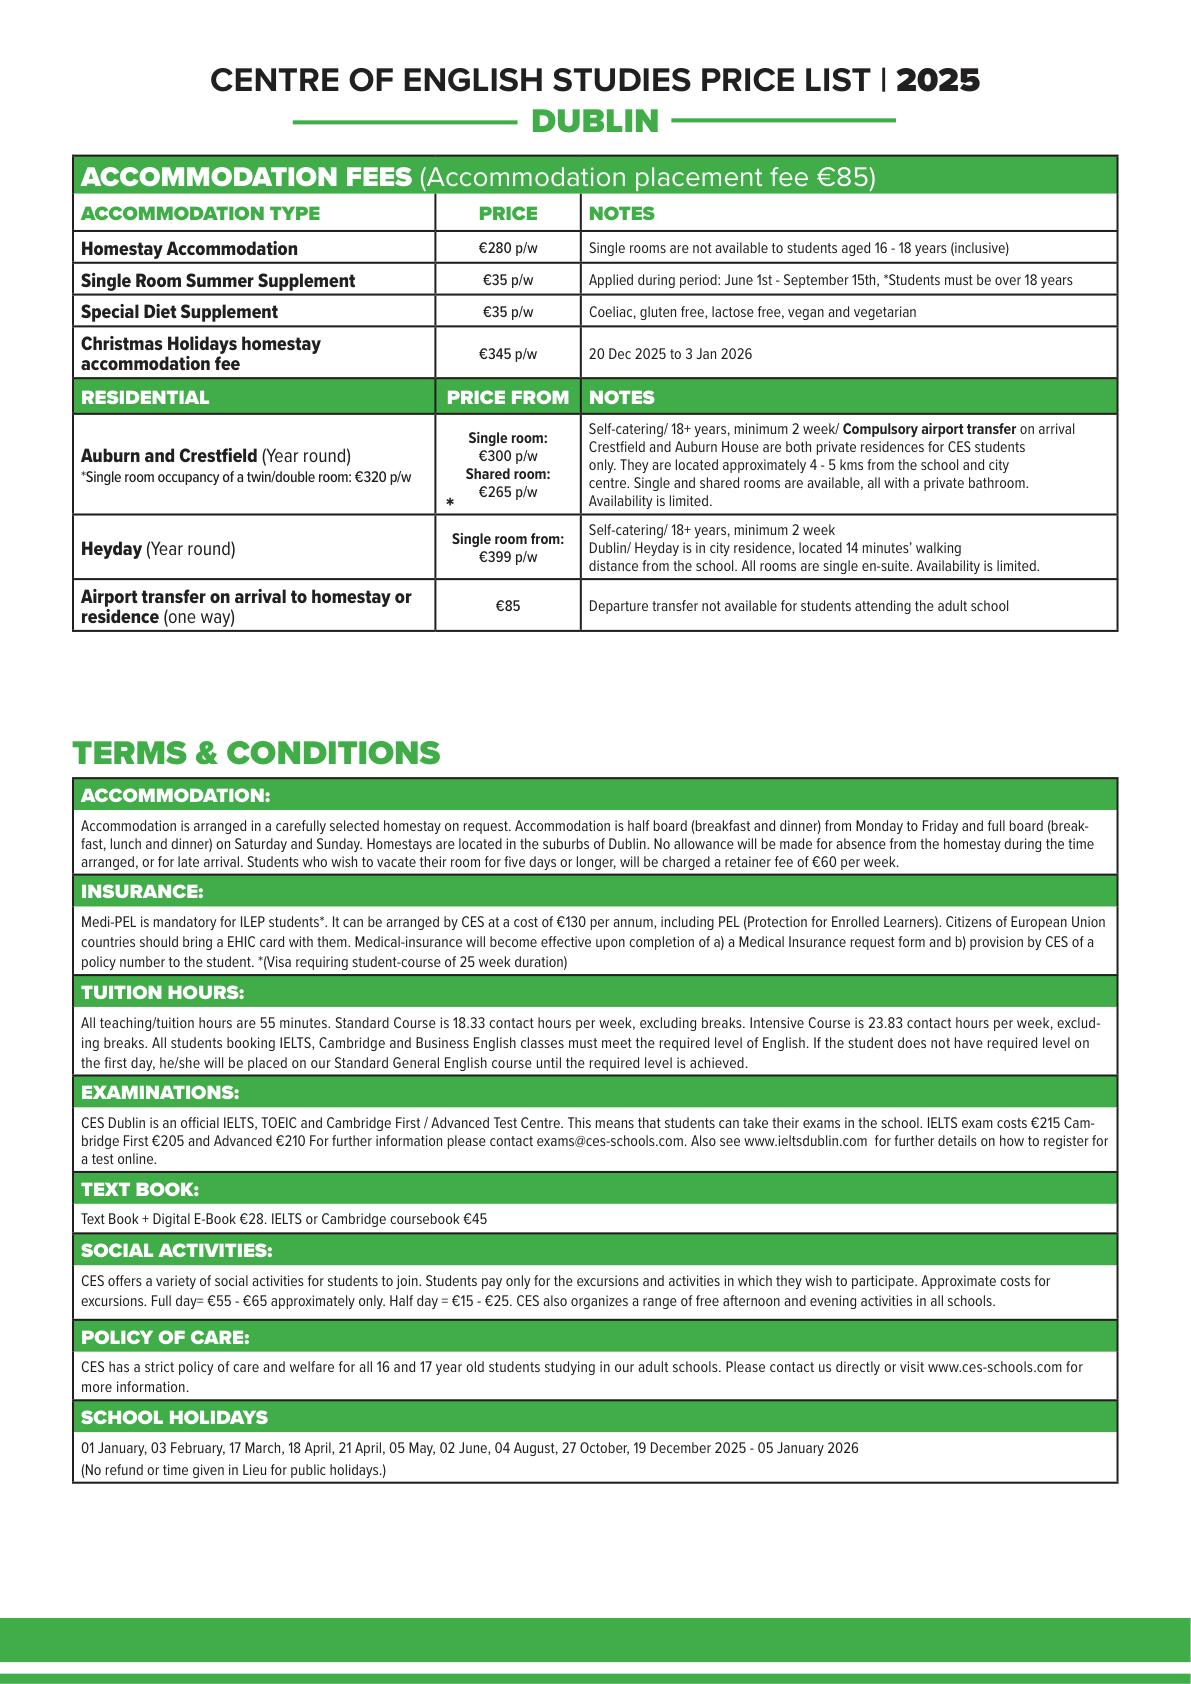 CENTRE OF ENGLISH STUDIES PRICE LIST | 2025
DUBLIN
ACCOMMODATION FEES (Accommodation placement fee €85)
ACCOMMODATION TYPE PRICE NOTES
Homestay Accommodation €280 p/w Single rooms are not available to students aged 16 - 18 years (inclusive)
Single Room Summer Supplement €35 p/w Applied during period: June 1st - September 15th, *Students must be over 18 years
Special Diet Supplement €35 p/w Coeliac, gluten free, lactose free, vegan and vegetarian
Christmas Holidays homestay
accommodation fee
€345 p/w
20 Dec 2025 to 3 Jan 2026
RESIDENTIAL PRICE FROM NOTES
Auburn and Crestfield (Year round)
*Single room occupancy of a twin/double room: €320 p/w
Single room:
€300 p/w
Shared room:
€265 p/w
*
Self-catering/ 18+ years, minimum 2 week/ Compulsory airport transfer on arrival
Crestfield and Auburn House are both private residences for CES students
only. They are located approximately 4 - 5 kms from the school and city
centre. Single and shared rooms are available, all with a private bathroom.
Availability is limited.
Heyday (Year round)
Single room from:
€399 p/w
Self-catering/ 18+ years, minimum 2 week
Dublin/ Heyday is in city residence, located 14 minutes’ walking
distance from the school. All rooms are single en-suite. Availability is limited.
Airport transfer on arrival to homestay or
residence (one way)
€85
Departure transfer not available for students attending the adult school
TERMS & CONDITIONS
ACCOMMODATION:
Accommodation is arranged in a carefully selected homestay on request. Accommodation is half board (breakfast and dinner) from Monday to Friday and full board (break-
fast, lunch and dinner) on Saturday and Sunday. Homestays are located in the suburbs of Dublin. No allowance will be made for absence from the homestay during the time
arranged, or for late arrival. Students who wish to vacate their room for five days or longer, will be charged a retainer fee of €60 per week.
INSURANCE:
Medi-PEL is mandatory for ILEP students*. It can be arranged by CES at a cost of €130 per annum, including PEL (Protection for Enrolled Learners). Citizens of European Union
countries should bring a EHIC card with them. Medical-insurance will become effective upon completion of a) a Medical Insurance request form and b) provision by CES of a
policy number to the student. *(Visa requiring student-course of 25 week duration)
TUITION HOURS:
All teaching/tuition hours are 55 minutes. Standard Course is 18.33 contact hours per week, excluding breaks. Intensive Course is 23.83 contact hours per week, exclud-
ing breaks. All students booking IELTS, Cambridge and Business English classes must meet the required level of English. If the student does not have required level on
the first day, he/she will be placed on our Standard General English course until the required level is achieved.
EXAMINATIONS:
CES Dublin is an official IELTS, TOEIC and Cambridge First / Advanced Test Centre. This means that students can take their exams in the school. IELTS exam costs €215 Cam-
bridge First €205 and Advanced €210 For further information please contact exams@ces-schools.com. Also see www.ieltsdublin.com for further details on how to register for
a test online.
TEXT BOOK:
Text Book + Digital E-Book €28. IELTS or Cambridge coursebook €45
SOCIAL ACTIVITIES:
CES offers a variety of social activities for students to join. Students pay only for the excursions and activities in which they wish to participate. Approximate costs for
excursions. Full day= €55 - €65 approximately only. Half day = €15 - €25. CES also organizes a range of free afternoon and evening activities in all schools.
POLICY OF CARE:
CES has a strict policy of care and welfare for all 16 and 17 year old students studying in our adult schools. Please contact us directly or visit www.ces-schools.com for
more information.
SCHOOL HOLIDAYS
01 January, 03 February, 17 March, 18 April, 21 April, 05 May, 02 June, 04 August, 27 October, 19 December 2025 - 05 January 2026
(No refund or time given in Lieu for public holidays.)